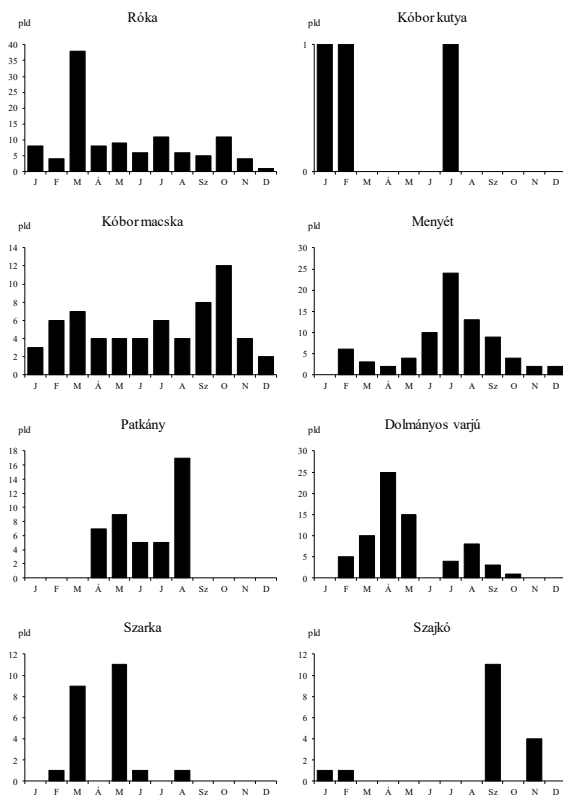 Róka
pld
40
35
30
25
20
15
10
5
0
J F M Á M J J A Sz O N D
Kóbor kutya
pld
1
0
J F M Á M J J A Sz O N D
Kóbor macska
pld
14
12
10
8
6
4
2
0
J F M Á M J J A Sz O N D
Menyét
pld
30
25
20
15
10
5
0
J F M Á M J J A Sz O N D
Patkány
pld
18
16
14
12
10
8
6
4
2
0
J F M Á M J J A Sz O N D
Dolmányos varjú
pld
30
25
20
15
10
5
0
J F M Á M J J A Sz O N D
Szarka
pld
12
10
8
6
4
2
0
J F M Á M J J A Sz O N D
Szajkó
pld
12
10
8
6
4
2
0
J F M Á M J J A Sz O N D